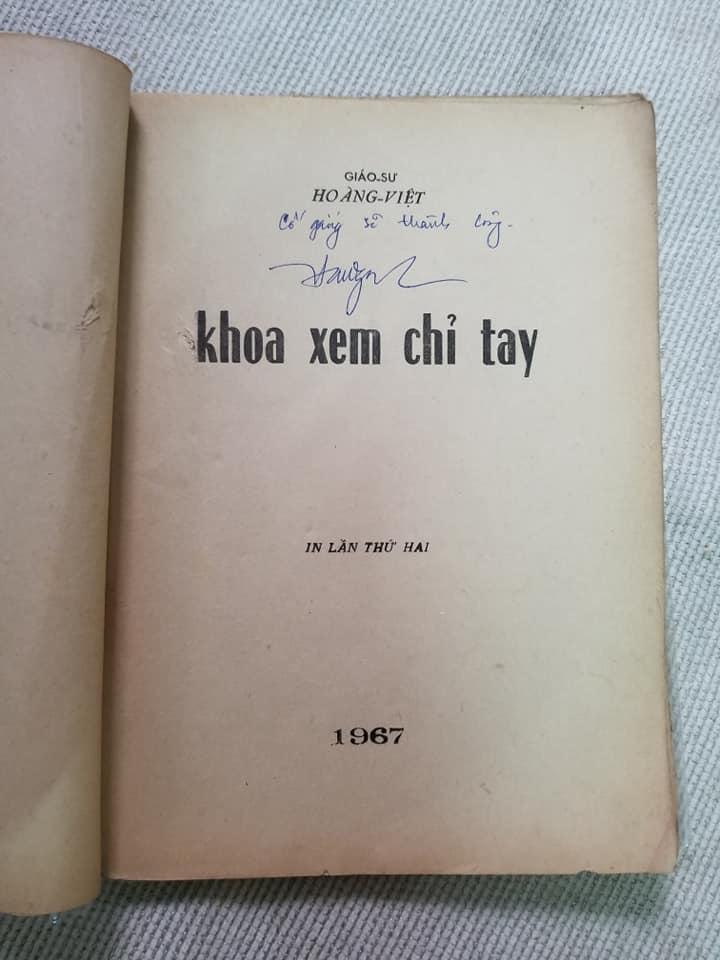 GIÁO-SƯ
HOÀNG-VIỆT
Cố gắng sẽ thành công.
khoa xem chỉ tay
IN LẦN THỨ HAI
1967